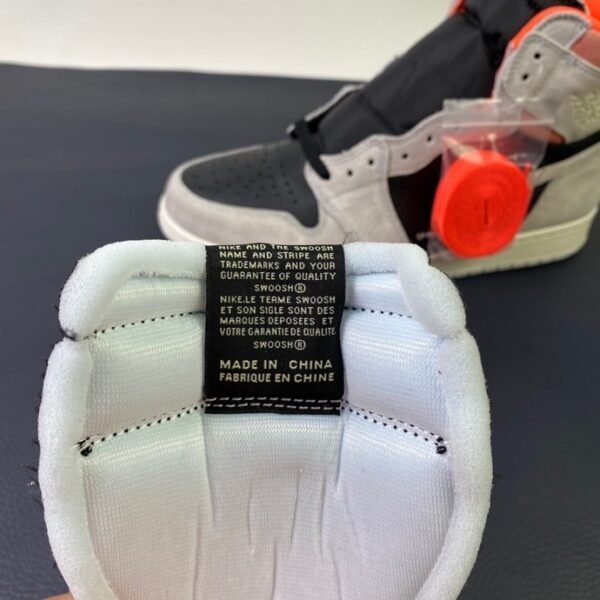 NIKE AND THE SWOOSH
NAME AND STRIPE ARE
TRADEMARKS AND YOUR
GUARANTEE OF QUALITY
SWOOSH®
NIKE.LE TERME SWOOSH
ET SON SIGLE SONT DES
MARQUES DEPOSEES ET
VOTRE GARANTIE DE QUALITE
SWOOSH®
MADE IN CHINA
FABRIQUE EN CHINE